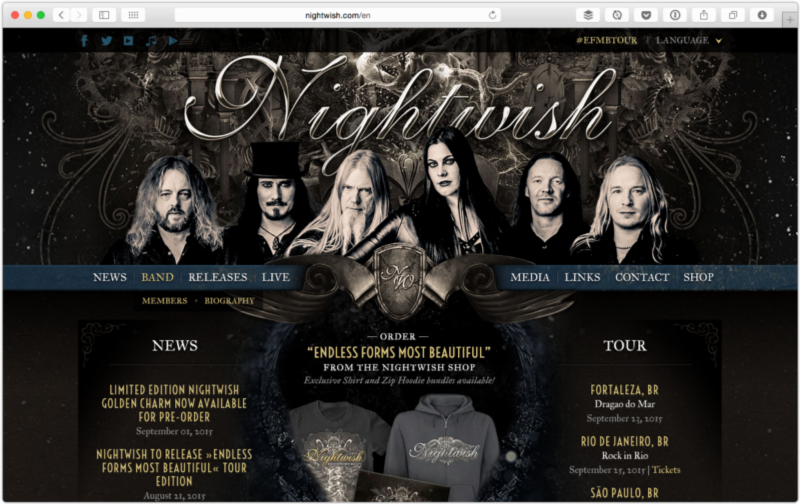 nightwish.com/en
#EFMBTOUR
LANGUAGE
Nightwish
NEWS BAND RELEASES LIVE
MEDIA LINKS CONTACT SHOP
NW
MEMBERS • BIOGRAPHY
NEWS
LIMITED EDITION NIGHTWISH
GOLDEN CHARM NOW AVAILABLE
FOR PRE-ORDER
September 01, 2015
NIGHTWISH TO RELEASE »ENDLESS
FORMS MOST BEAUTIFUL« TOUR
EDITION
August 21, 2015
— ORDER —
“ENDLESS FORMS MOST BEAUTIFUL”
FROM THE NIGHTWISH SHOP
Exclusive Shirt and Zip Hoodie bundles available!
Nightwish
Nightwish
TOUR
FORTALEZA, BR
Dragao do Mar
September 23, 2015
RIO DE JANEIRO, BR
Rock in Rio
September 25, 2015 | Tickets
SÃO PAULO, BR